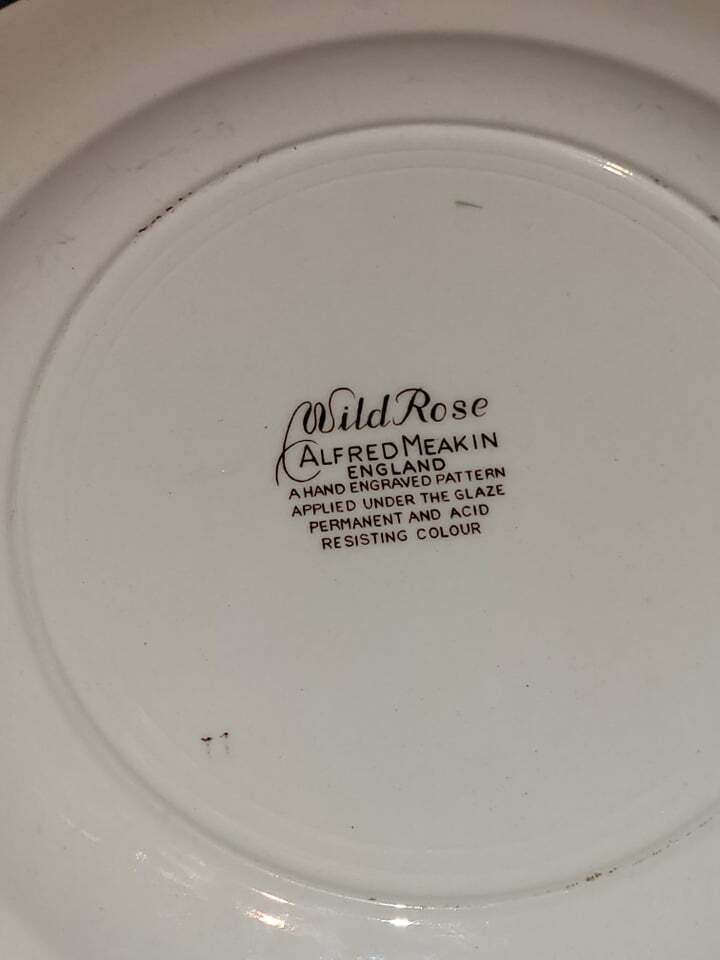 Wild Rose
ALFRED MEAKIN
ENGLAND
A HAND ENGRAVED PATTERN
APPLIED UNDER THE GLAZE
PERMANENT AND ACID
RESISTING COLOUR